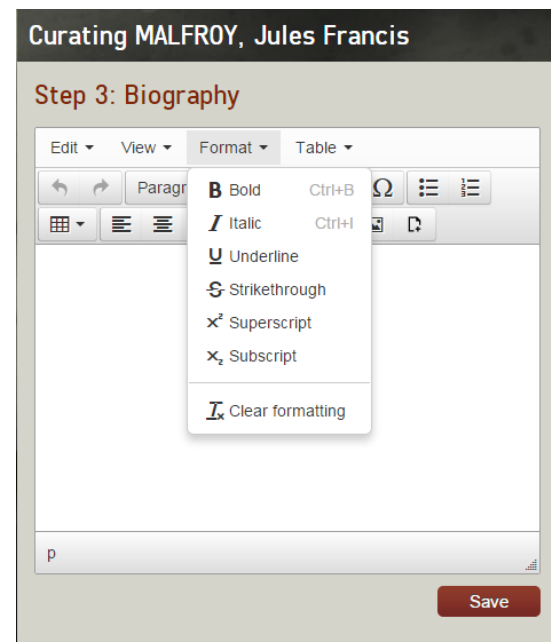 Curating MALFROY, Jules Francis
Step 3: Biography
Edit View Format Table
Paragr
B Bold Ctrl+B
Ω
I Italic Ctrl+I
U Underline
S Strikethrough
x² Superscript
x₂ Subscript
Ix Clear formatting
p
Save